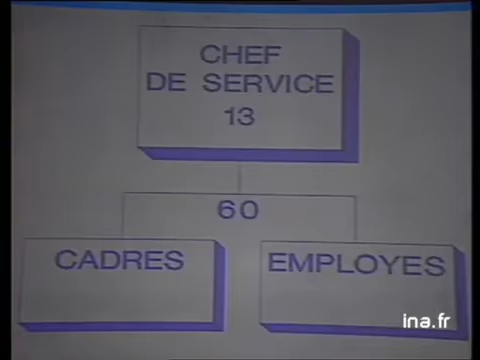 CHEF
DE SERVICE
13
60
CADRES
EMPLOYES
ina.fr